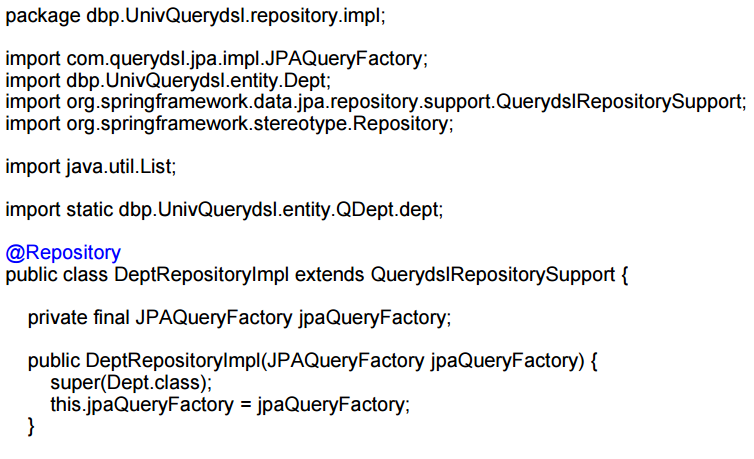 package dbp.UnivQuerydsl.repository.impl;
import com.querydsl.jpa.impl.JPAQueryFactory;
import dbp.UnivQuerydsl.entity.Dept;
import org.springframework.data.jpa.repository.support.QuerydslRepositorySupport;
import org.springframework.stereotype.Repository;
import java.util.List;
import static dbp.UnivQuerydsl.entity.QDept.dept;
@Repository
public class DeptRepositoryImpl extends QuerydslRepositorySupport {
private final JPAQueryFactory jpaQueryFactory;
public DeptRepositoryImpl(JPAQueryFactory jpaQueryFactory) {
super(Dept.class);
this.jpaQueryFactory = jpaQueryFactory;
}